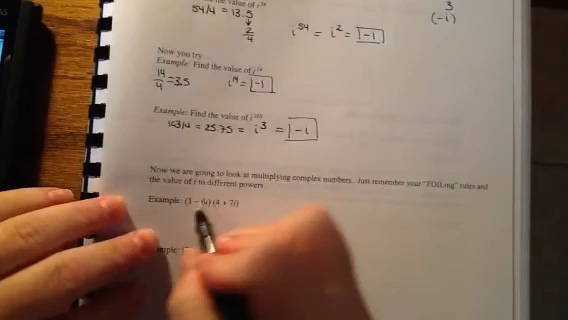 value of i
54/4 = 13.5
2/4
i^54 = i^2 = -1
3
(-i)
Now you try
Example: Find the value of i^14
14/4 = 3.5 i^14 = -1
Example: Find the value of i^103
103/4 = 25.75 = i^3 = -i
Now we are going to look at multiplying complex numbers. Just remember your "FOILing" rules and
the value of i to different powers
Example: (1 – 6i) (4 + 7i)